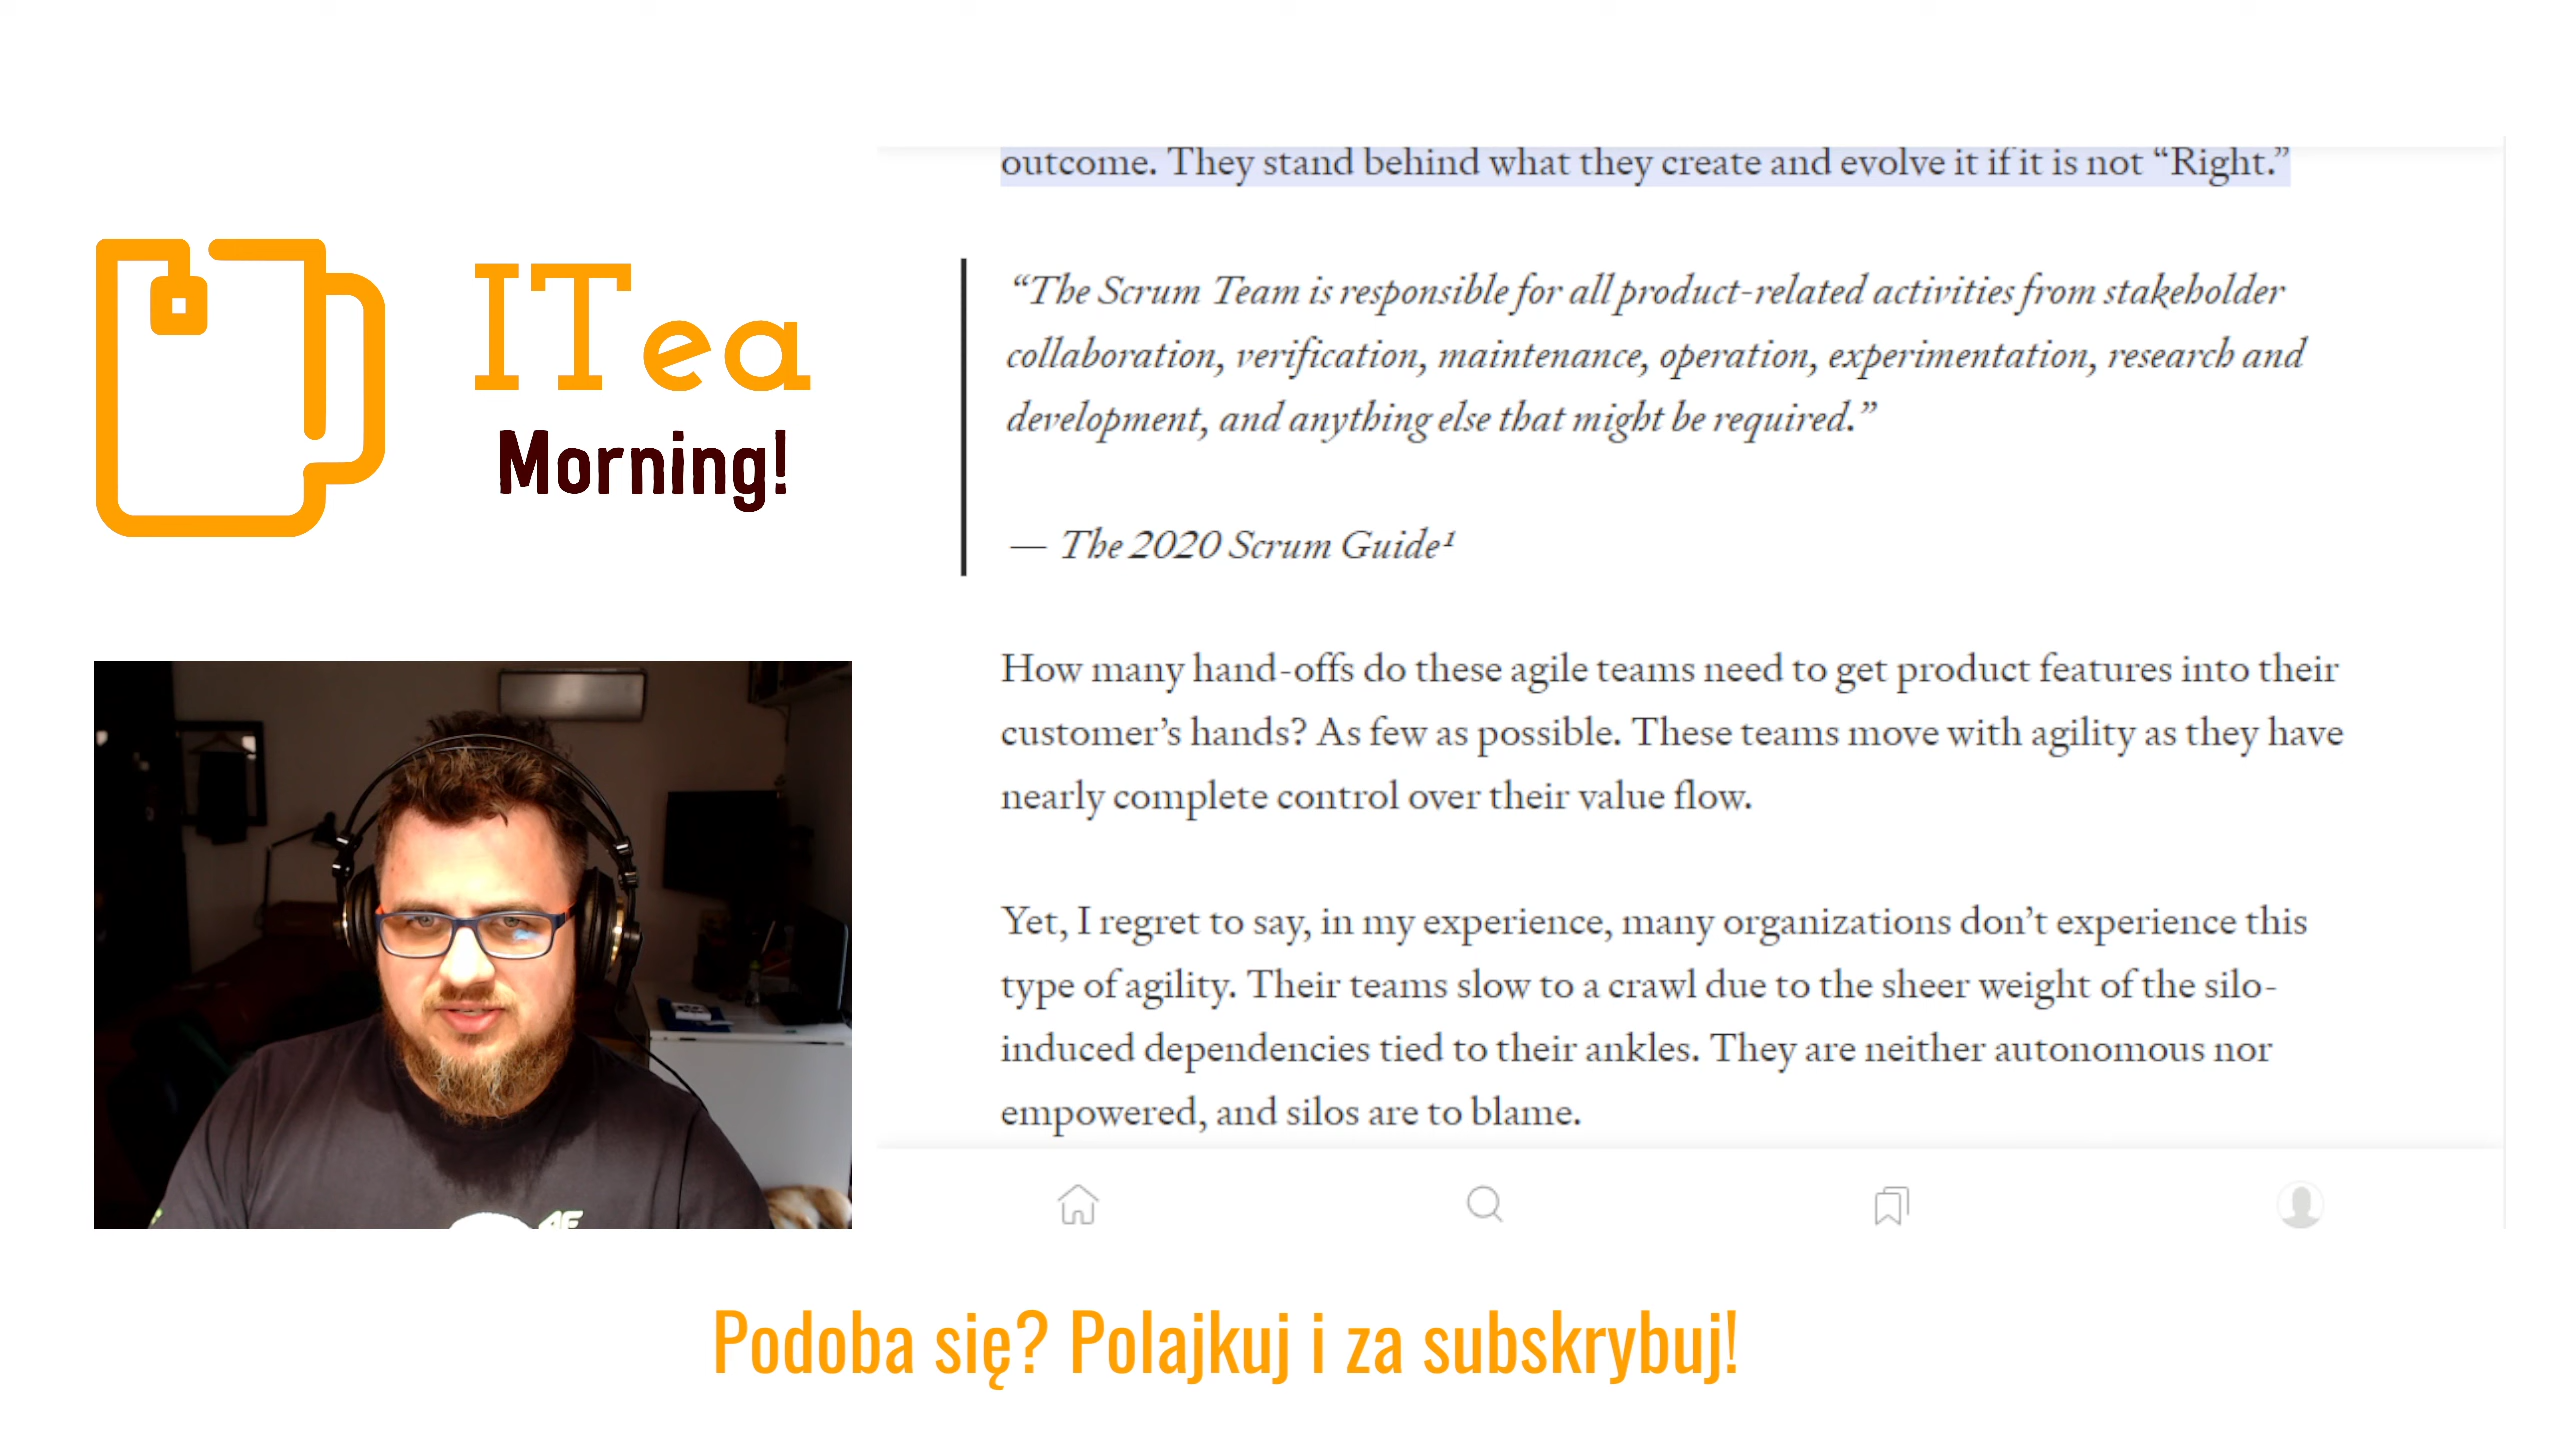 outcome. They stand behind what they create and evolve it if it is not “Right.”
ITea
Morning!
“The Scrum Team is responsible for all product-related activities from stakeholder
collaboration, verification, maintenance, operation, experimentation, research and
development, and anything else that might be required.”
— The 2020 Scrum Guide¹
How many hand-offs do these agile teams need to get product features into their
customer’s hands? As few as possible. These teams move with agility as they have
nearly complete control over their value flow.
Yet, I regret to say, in my experience, many organizations don’t experience this
type of agility. Their teams slow to a crawl due to the sheer weight of the silo-
induced dependencies tied to their ankles. They are neither autonomous nor
empowered, and silos are to blame.
4F
Podoba się? Polajkuj i za subskrybuj!